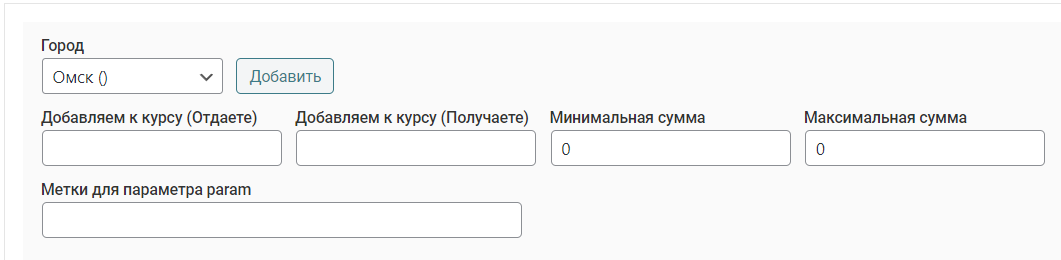 Город
Омск () Добавить
Добавляем к курсу (Отдаете) Добавляем к курсу (Получаете) Минимальная сумма Максимальная сумма
0 0
Метки для параметра param